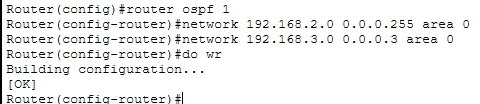 Router(config)#router ospf 1
Router(config-router)#network 192.168.2.0 0.0.0.255 area 0
Router(config-router)#network 192.168.3.0 0.0.0.3 area 0
Router(config-router)#do wr
Building configuration...
[OK]
Router(config-router)#